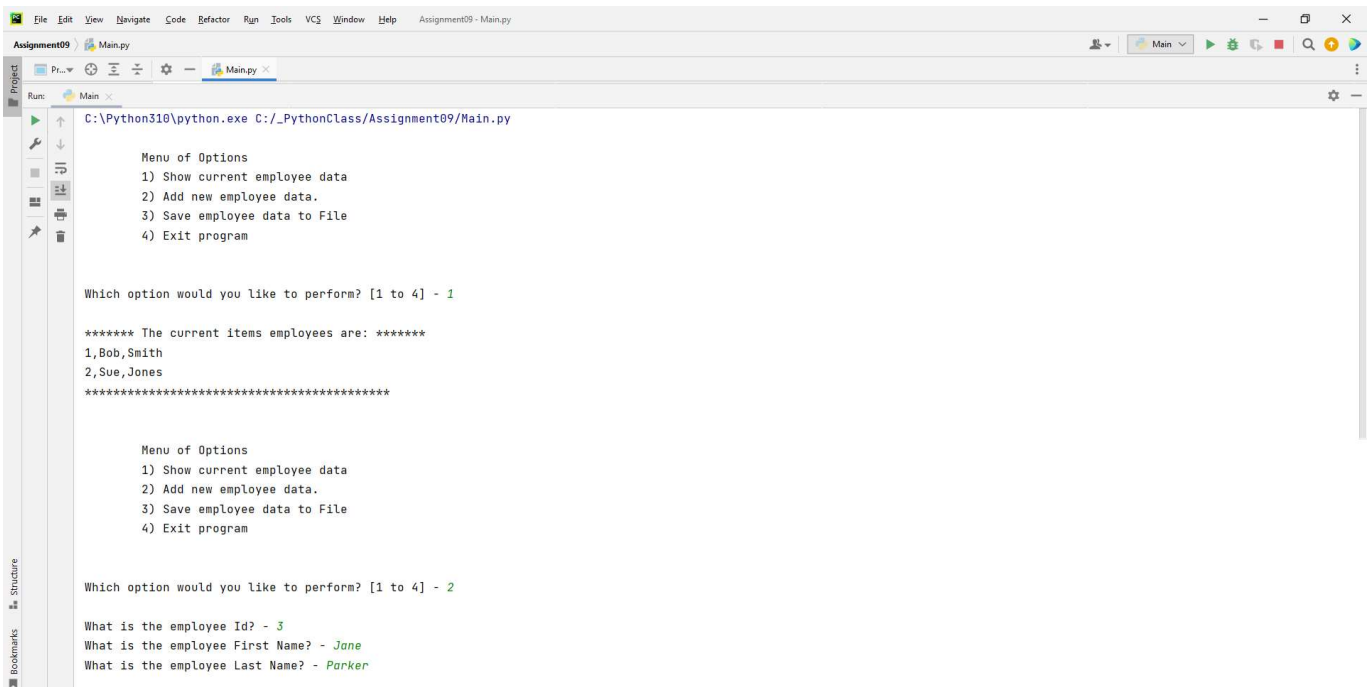 File Edit View Navigate Code Refactor Run Tools VCS Window Help Assignment09 - Main.py
Assignment09 Main.py Main
Project Pr... Main.py
Run: Main
C:\Python310\python.exe C:/_PythonClass/Assignment09/Main.py
Menu of Options
1) Show current employee data
2) Add new employee data.
3) Save employee data to File
4) Exit program
Which option would you like to perform? [1 to 4] - 1
******* The current items employees are: *******
1,Bob,Smith
2,Sue,Jones
*******************************************
Menu of Options
1) Show current employee data
2) Add new employee data.
3) Save employee data to File
4) Exit program
Which option would you like to perform? [1 to 4] - 2
What is the employee Id? - 3
What is the employee First Name? - Jane
What is the employee Last Name? - Parker
Structure
Bookmarks